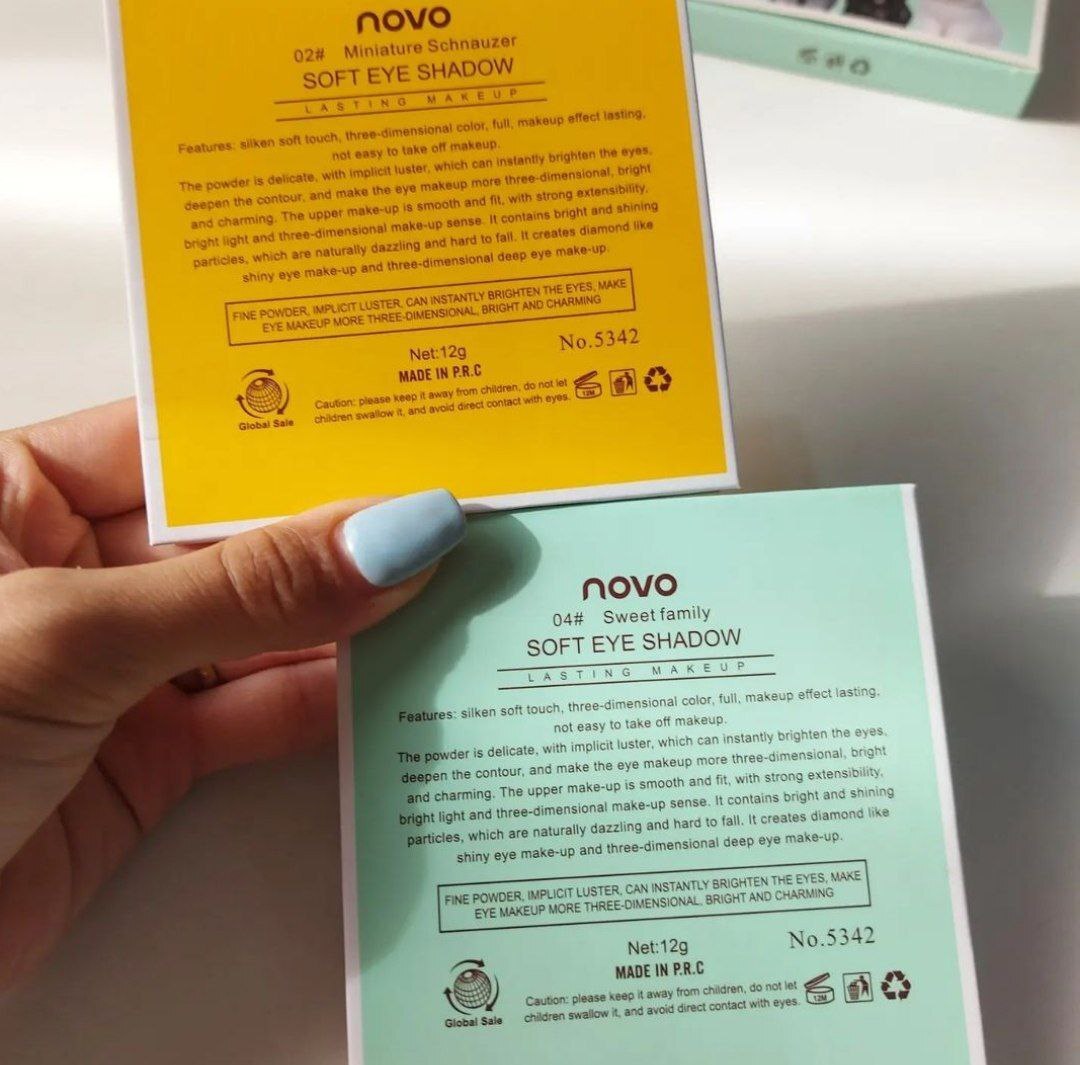 novo
02# Miniature Schnauzer
SOFT EYE SHADOW
LASTING MAKEUP
Features: silken soft touch, three-dimensional color, full, makeup effect lasting,
not easy to take off makeup.
The powder is delicate, with implicit luster, which can instantly brighten the eyes,
deepen the contour, and make the eye makeup more three-dimensional, bright
and charming. The upper make-up is smooth and fit, with strong extensibility,
bright light and three-dimensional make-up sense. It contains bright and shining
particles, which are naturally dazzling and hard to fall. It creates diamond like
shiny eye make-up and three-dimensional deep eye make-up.
FINE POWDER, IMPLICIT LUSTER, CAN INSTANTLY BRIGHTEN THE EYES, MAKE
EYE MAKEUP MORE THREE-DIMENSIONAL, BRIGHT AND CHARMING
Net:12g
No.5342
MADE IN P.R.C
Caution: please keep it away from children, do not let
children swallow it, and avoid direct contact with eyes.
12M
Global Sale
novo
04# Sweet family
SOFT EYE SHADOW
LASTING MAKEUP
Features: silken soft touch, three-dimensional color, full, makeup effect lasting,
not easy to take off makeup.
The powder is delicate, with implicit luster, which can instantly brighten the eyes,
deepen the contour, and make the eye makeup more three-dimensional, bright
and charming. The upper make-up is smooth and fit, with strong extensibility,
bright light and three-dimensional make-up sense. It contains bright and shining
particles, which are naturally dazzling and hard to fall. It creates diamond like
shiny eye make-up and three-dimensional deep eye make-up.
FINE POWDER, IMPLICIT LUSTER, CAN INSTANTLY BRIGHTEN THE EYES, MAKE
EYE MAKEUP MORE THREE-DIMENSIONAL, BRIGHT AND CHARMING
Net:12g
No.5342
MADE IN P.R.C
Caution: please keep it away from children, do not let
children swallow it, and avoid direct contact with eyes.
12M
Global Sale